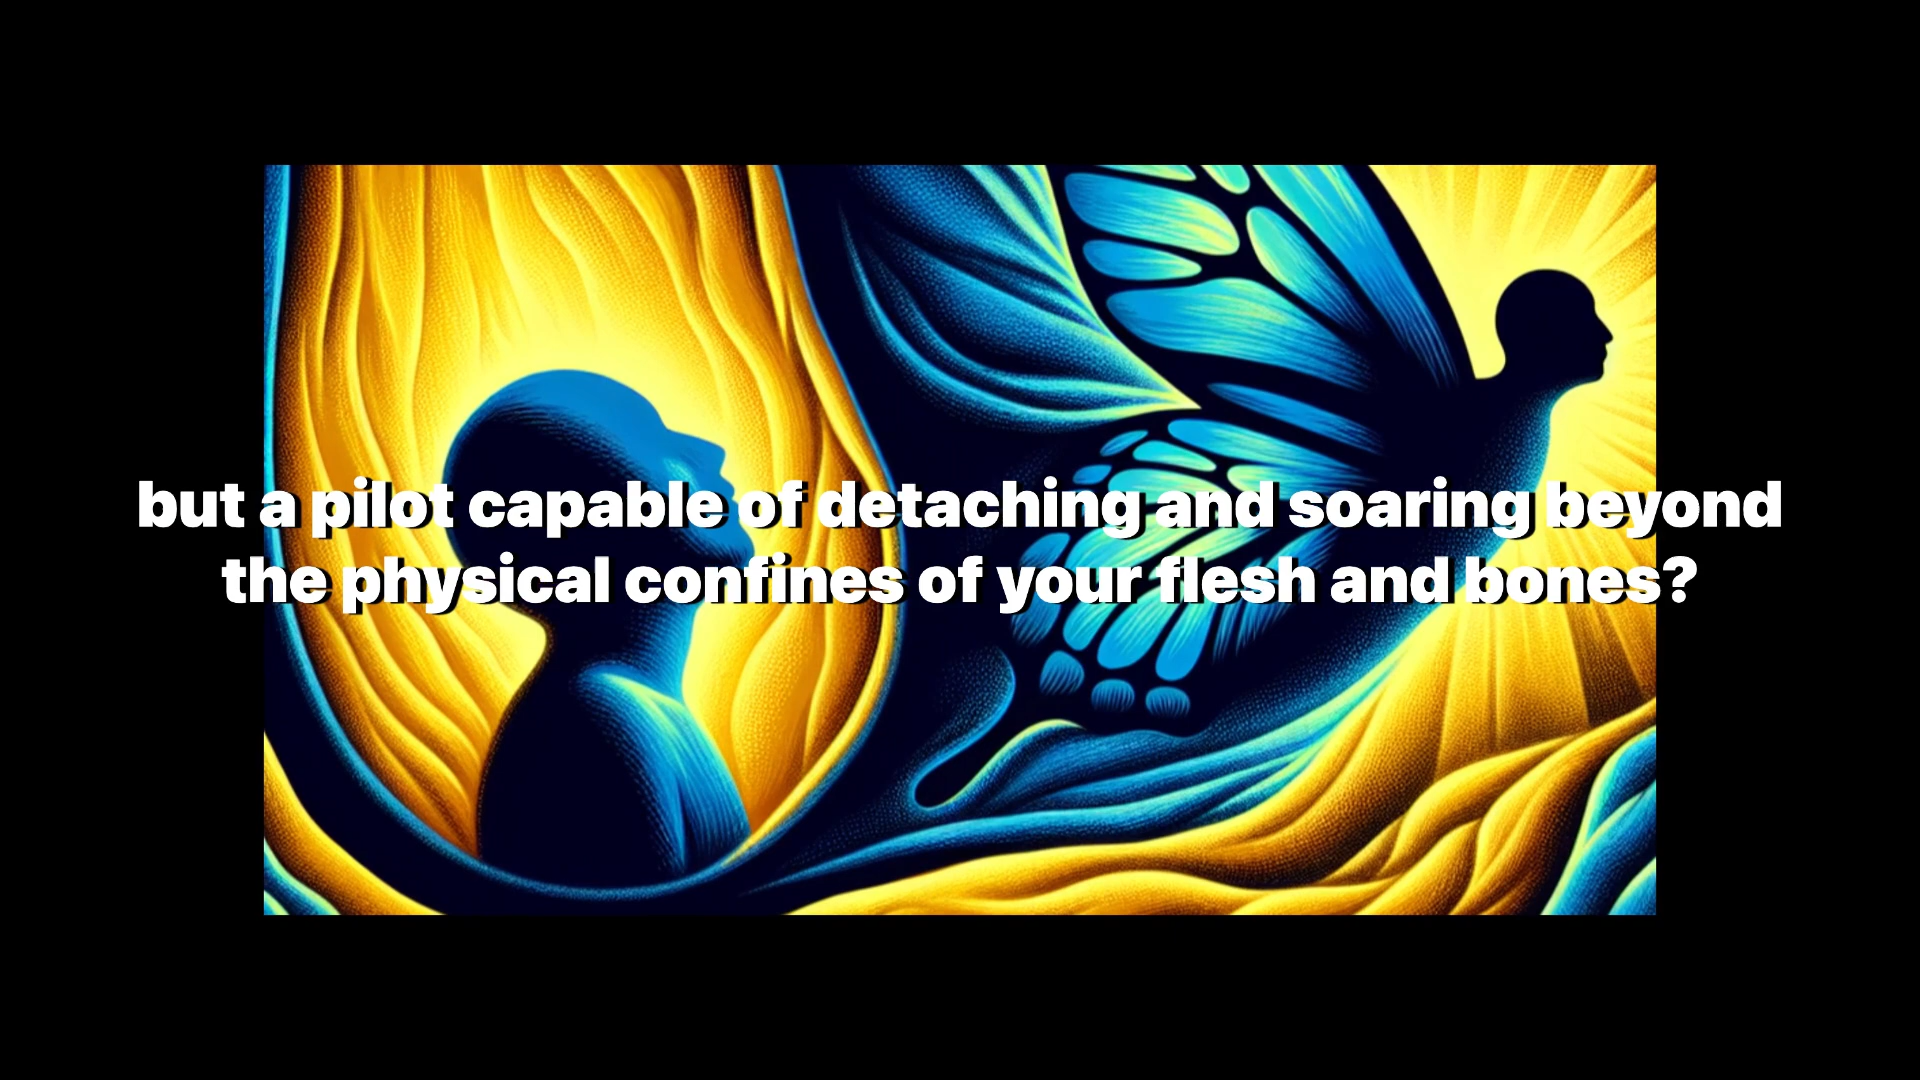 but a pilot capable of detaching and soaring beyond
the physical confines of your flesh and bones?